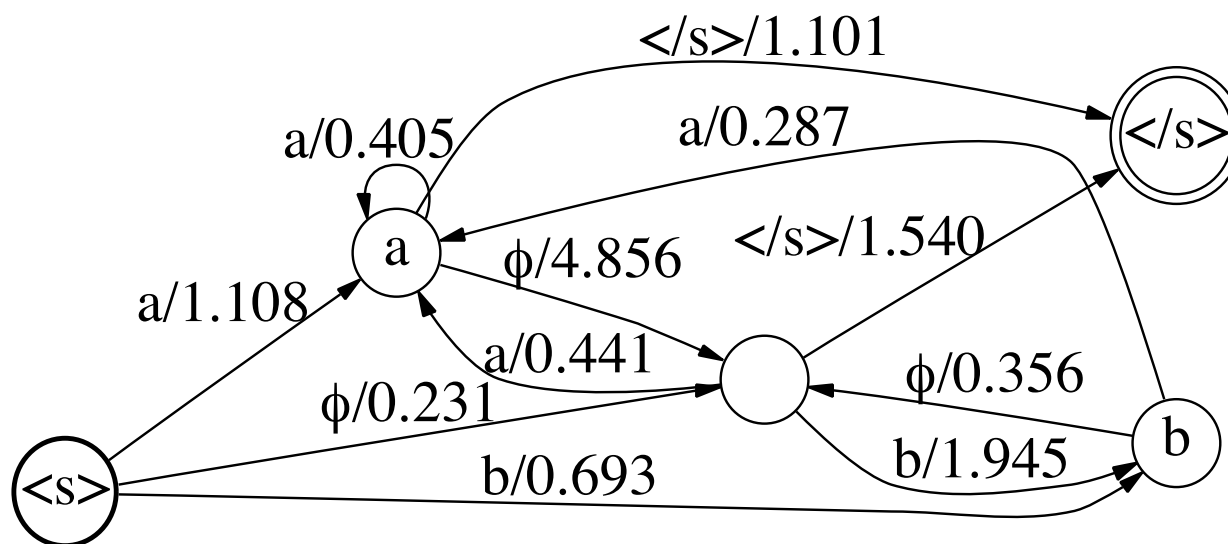 </s>/1.101
a/0.287
</s>
a/0.405
a
</s>/1.540
ϕ/4.856
a/1.108
a/0.441
ϕ/0.356
ϕ/0.231
b
b/1.945
b/0.693
<s>